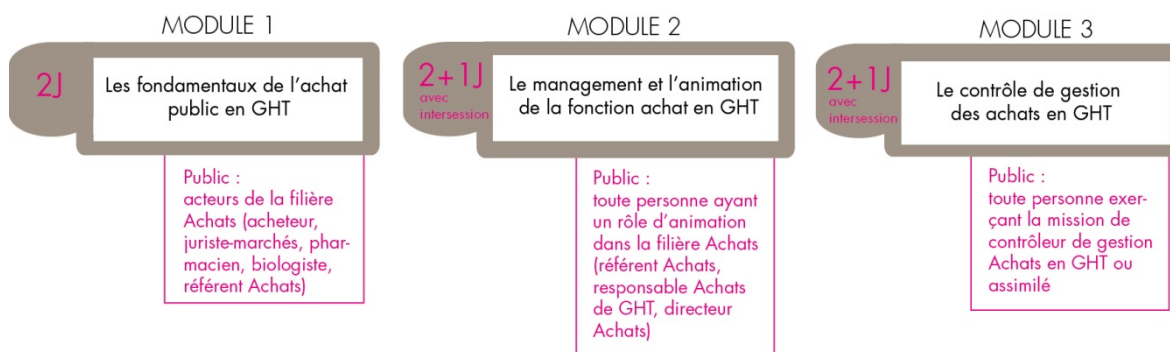 MODULE 1
2J
Les fondamentaux de l'achat
public en GHT
Public :
acteurs de la filière
Achats (acheteur,
juriste-marchés, phar-
macien, biologiste,
référent Achats)
MODULE 2
2+1J
avec
intersession
Le management et l'animation
de la fonction achat en GHT
Public :
toute personne ayant
un rôle d'animation
dans la filière Achats
(référent Achats,
responsable Achats
de GHT, directeur
Achats)
MODULE 3
2+1J
avec
intersession
Le contrôle de gestion
des achats en GHT
Public :
toute personne exer-
çant la mission de
contrôleur de gestion
Achats en GHT ou
assimilé